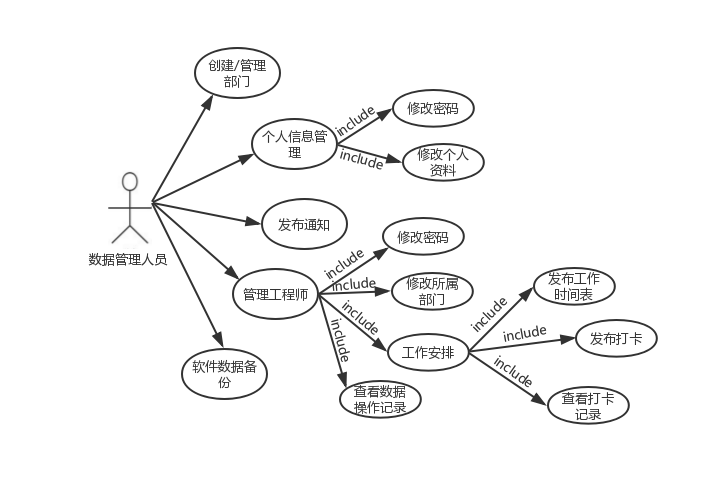 创建/管理
部门
个人信息管
理
include
修改密码
include
修改个人
资料
数据管理人员
发布通知
管理工程师
include
修改密码
include
修改所属
部门
include
工作安排
include
发布工作
时间表
include
发布打卡
include
查看打卡
记录
include
查看数据
操作记录
软件数据备
份